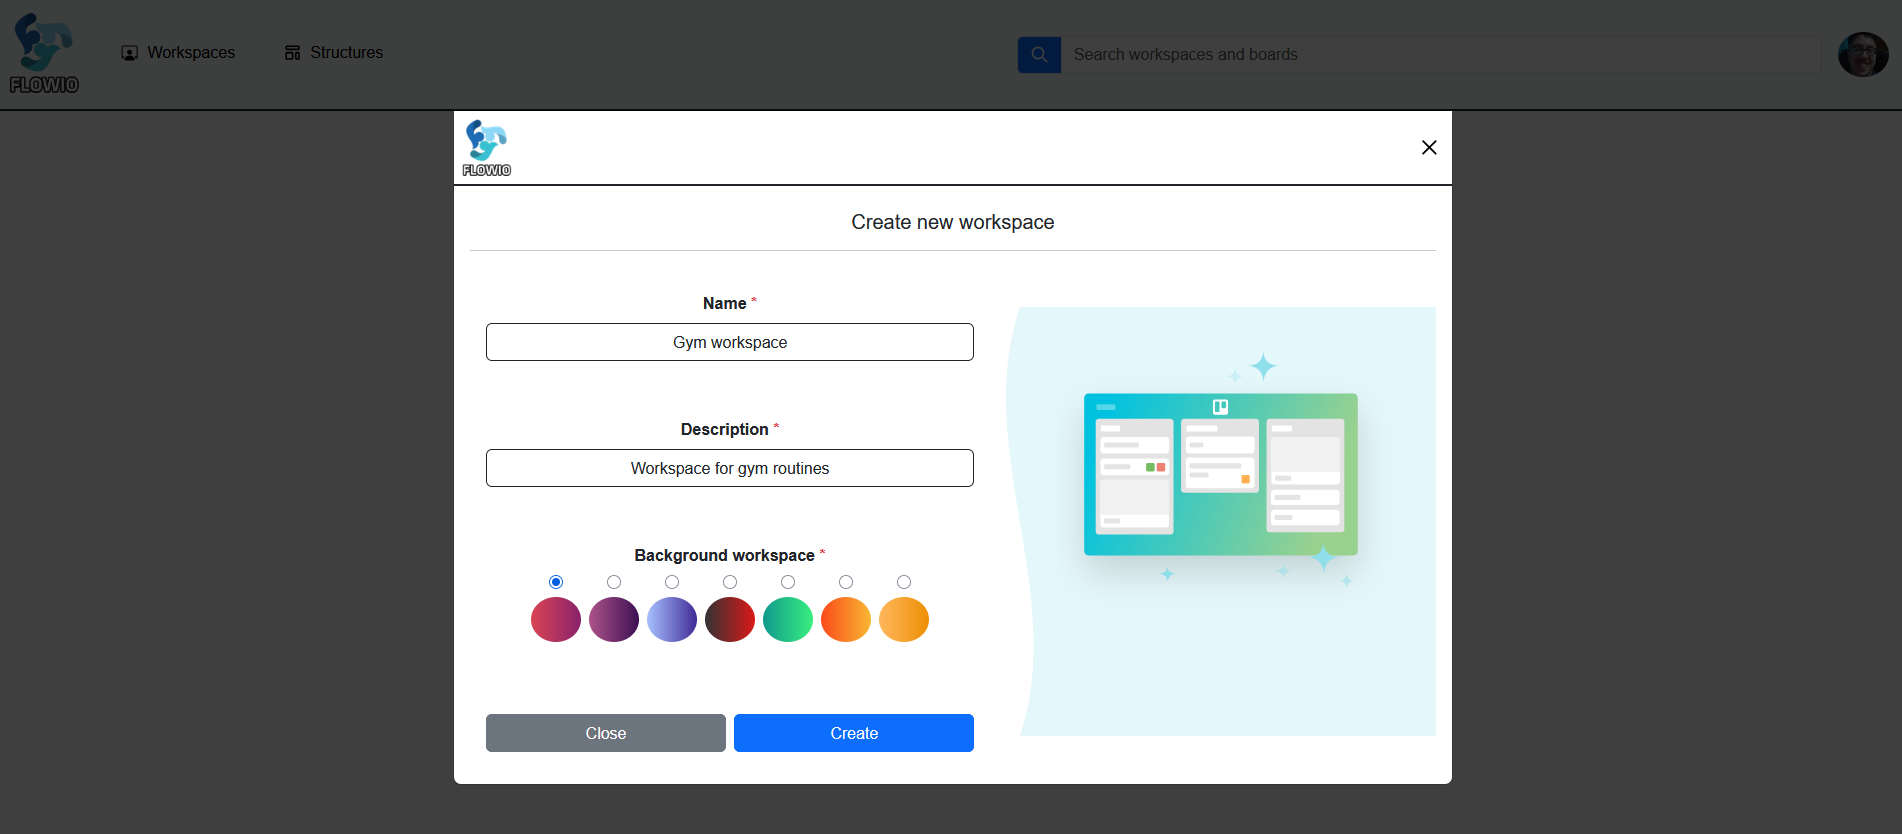 FLOWIO
Workspaces
Structures
Search workspaces and boards
FLOWIO
Create new workspace
Name *
Gym workspace
Description *
Workspace for gym routines
Background workspace *
Close
Create